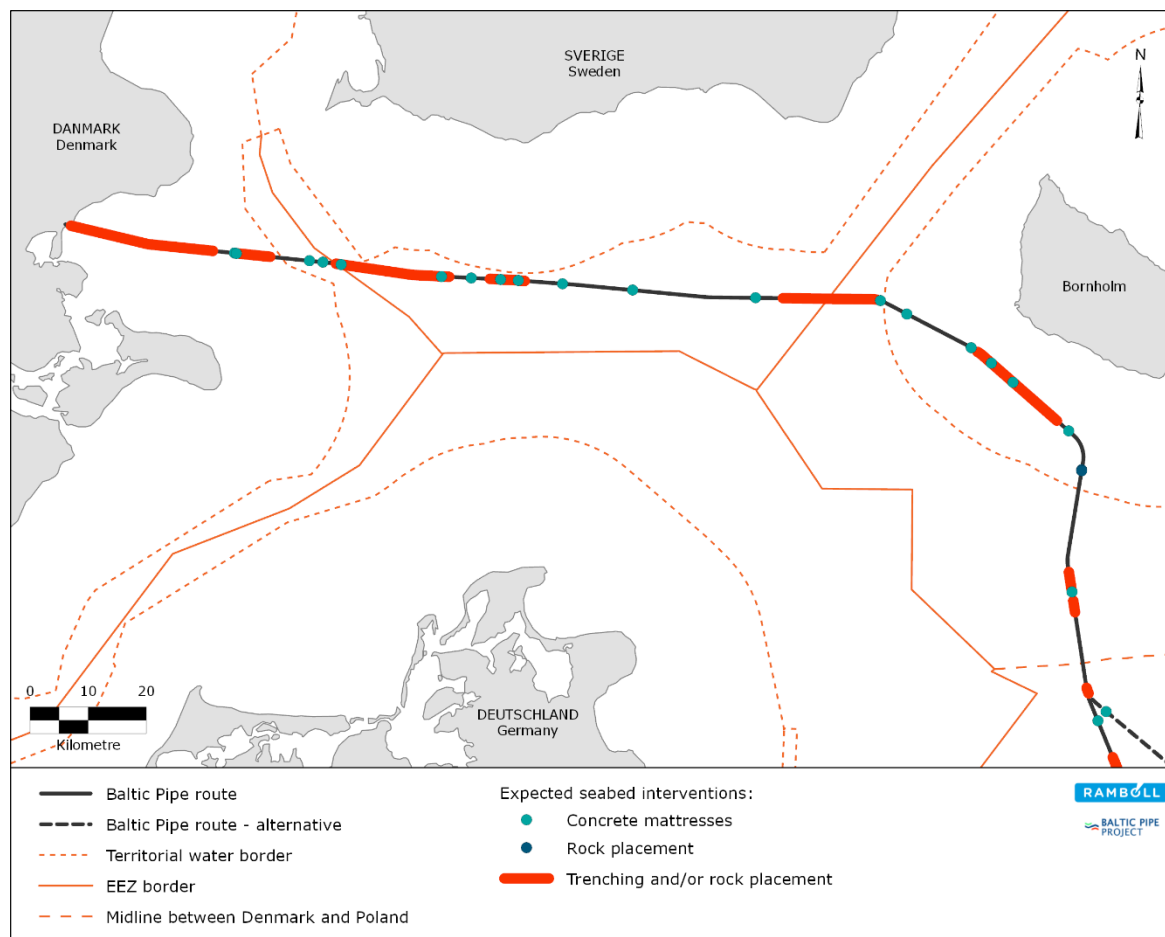 SVERIGE
Sweden
N
DANMARK
Denmark
Bornholm
0 10 20
Kilometre
DEUTSCHLAND
Germany
Baltic Pipe route
Baltic Pipe route - alternative
Territorial water border
EEZ border
Midline between Denmark and Poland
Expected seabed interventions:
Concrete mattresses
Rock placement
Trenching and/or rock placement
RAMBOLL
BALTIC PIPE
PROJECT